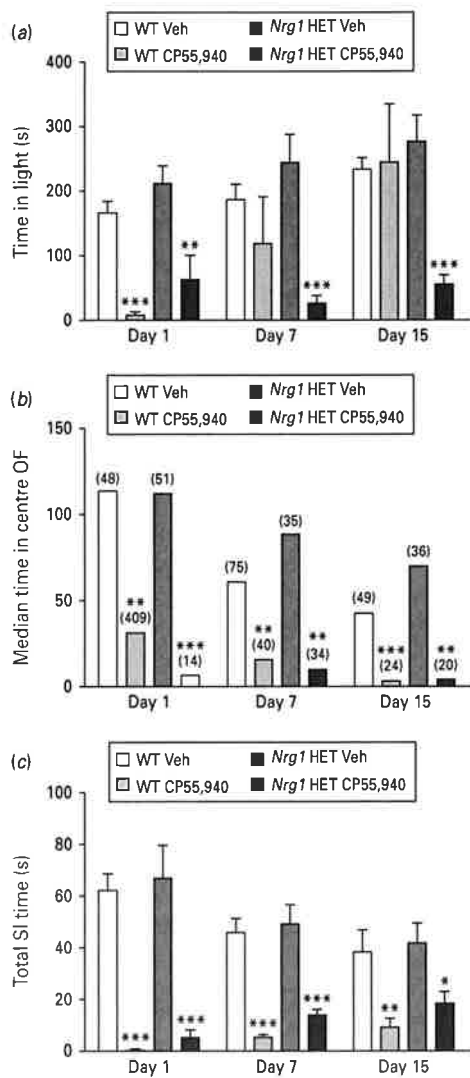 (a)
WT Veh Nrg1 HET Veh
WT CP55,940 Nrg1 HET CP55,940
Time in light (s)
400
300
200
100
0
*** ** *** ***
Day 1 Day 7 Day 15
(b)
WT Veh Nrg1 HET Veh
WT CP55,940 Nrg1 HET CP55,940
Median time in centre OF
150
100
50
0
(48) ** (409) (51) *** (14)
(75) ** (40) (35) ** (34)
(49) *** (24) (36) ** (20)
Day 1 Day 7 Day 15
(c)
WT Veh Nrg1 HET Veh
WT CP55,940 Nrg1 HET CP55,940
Total SI time (s)
100
80
60
40
20
0
*** *** *** *** ** *
Day 1 Day 7 Day 15